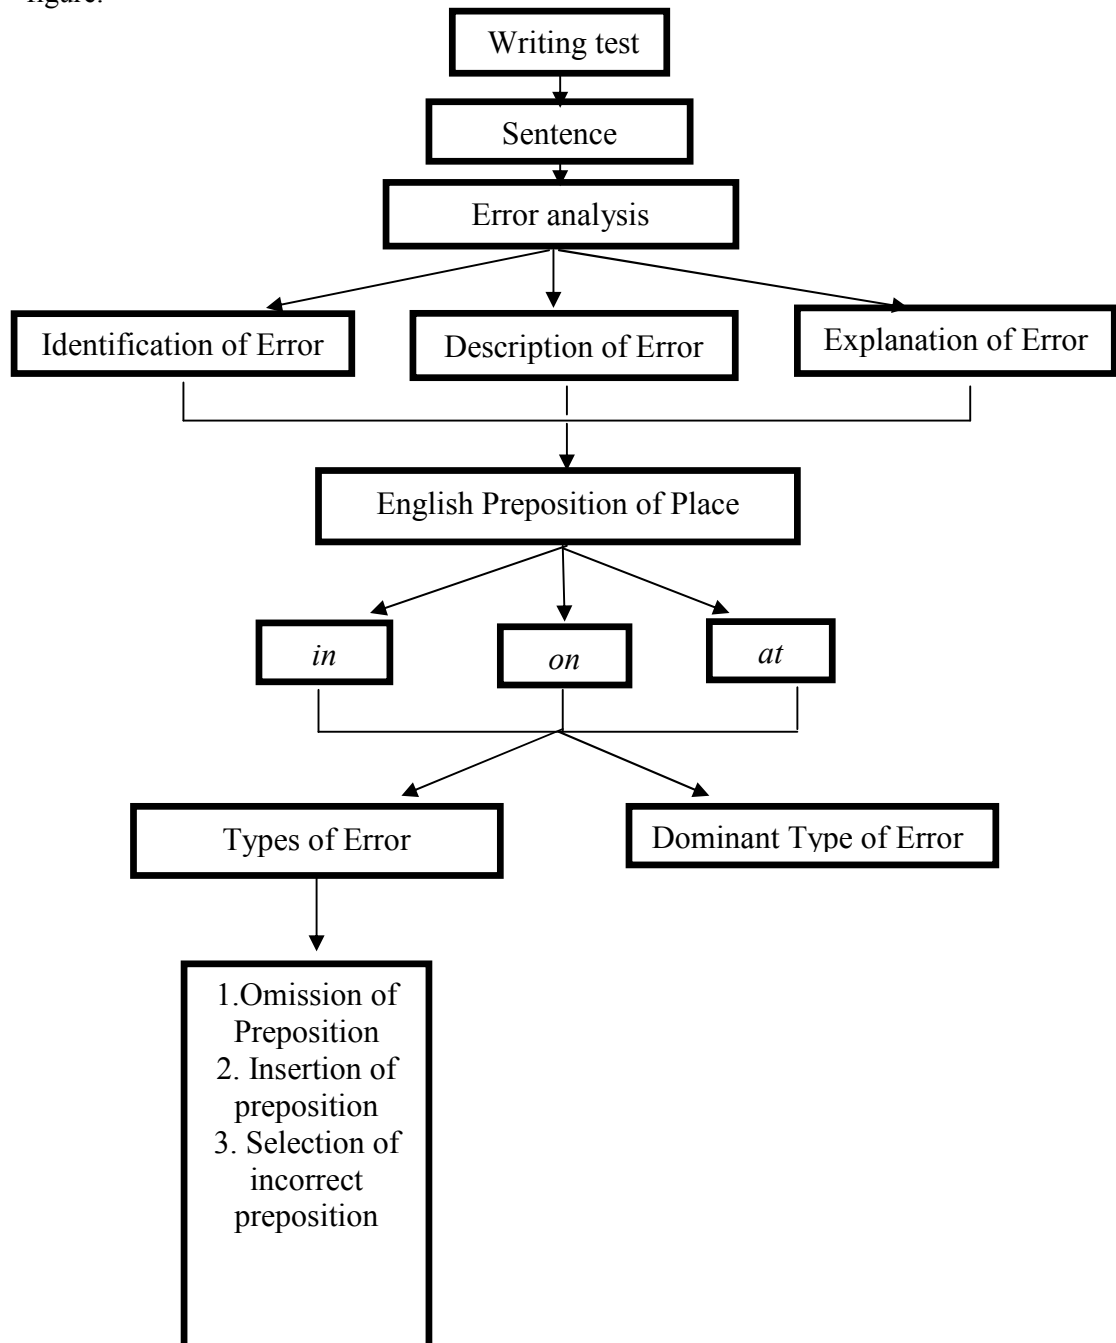 figure.
Writing test
Sentence
Error analysis
Identification of Error
Description of Error
Explanation of Error
English Preposition of Place
in
on
at
Types of Error
Dominant Type of Error
1.Omission of
Preposition
2. Insertion of
preposition
3. Selection of
incorrect
preposition